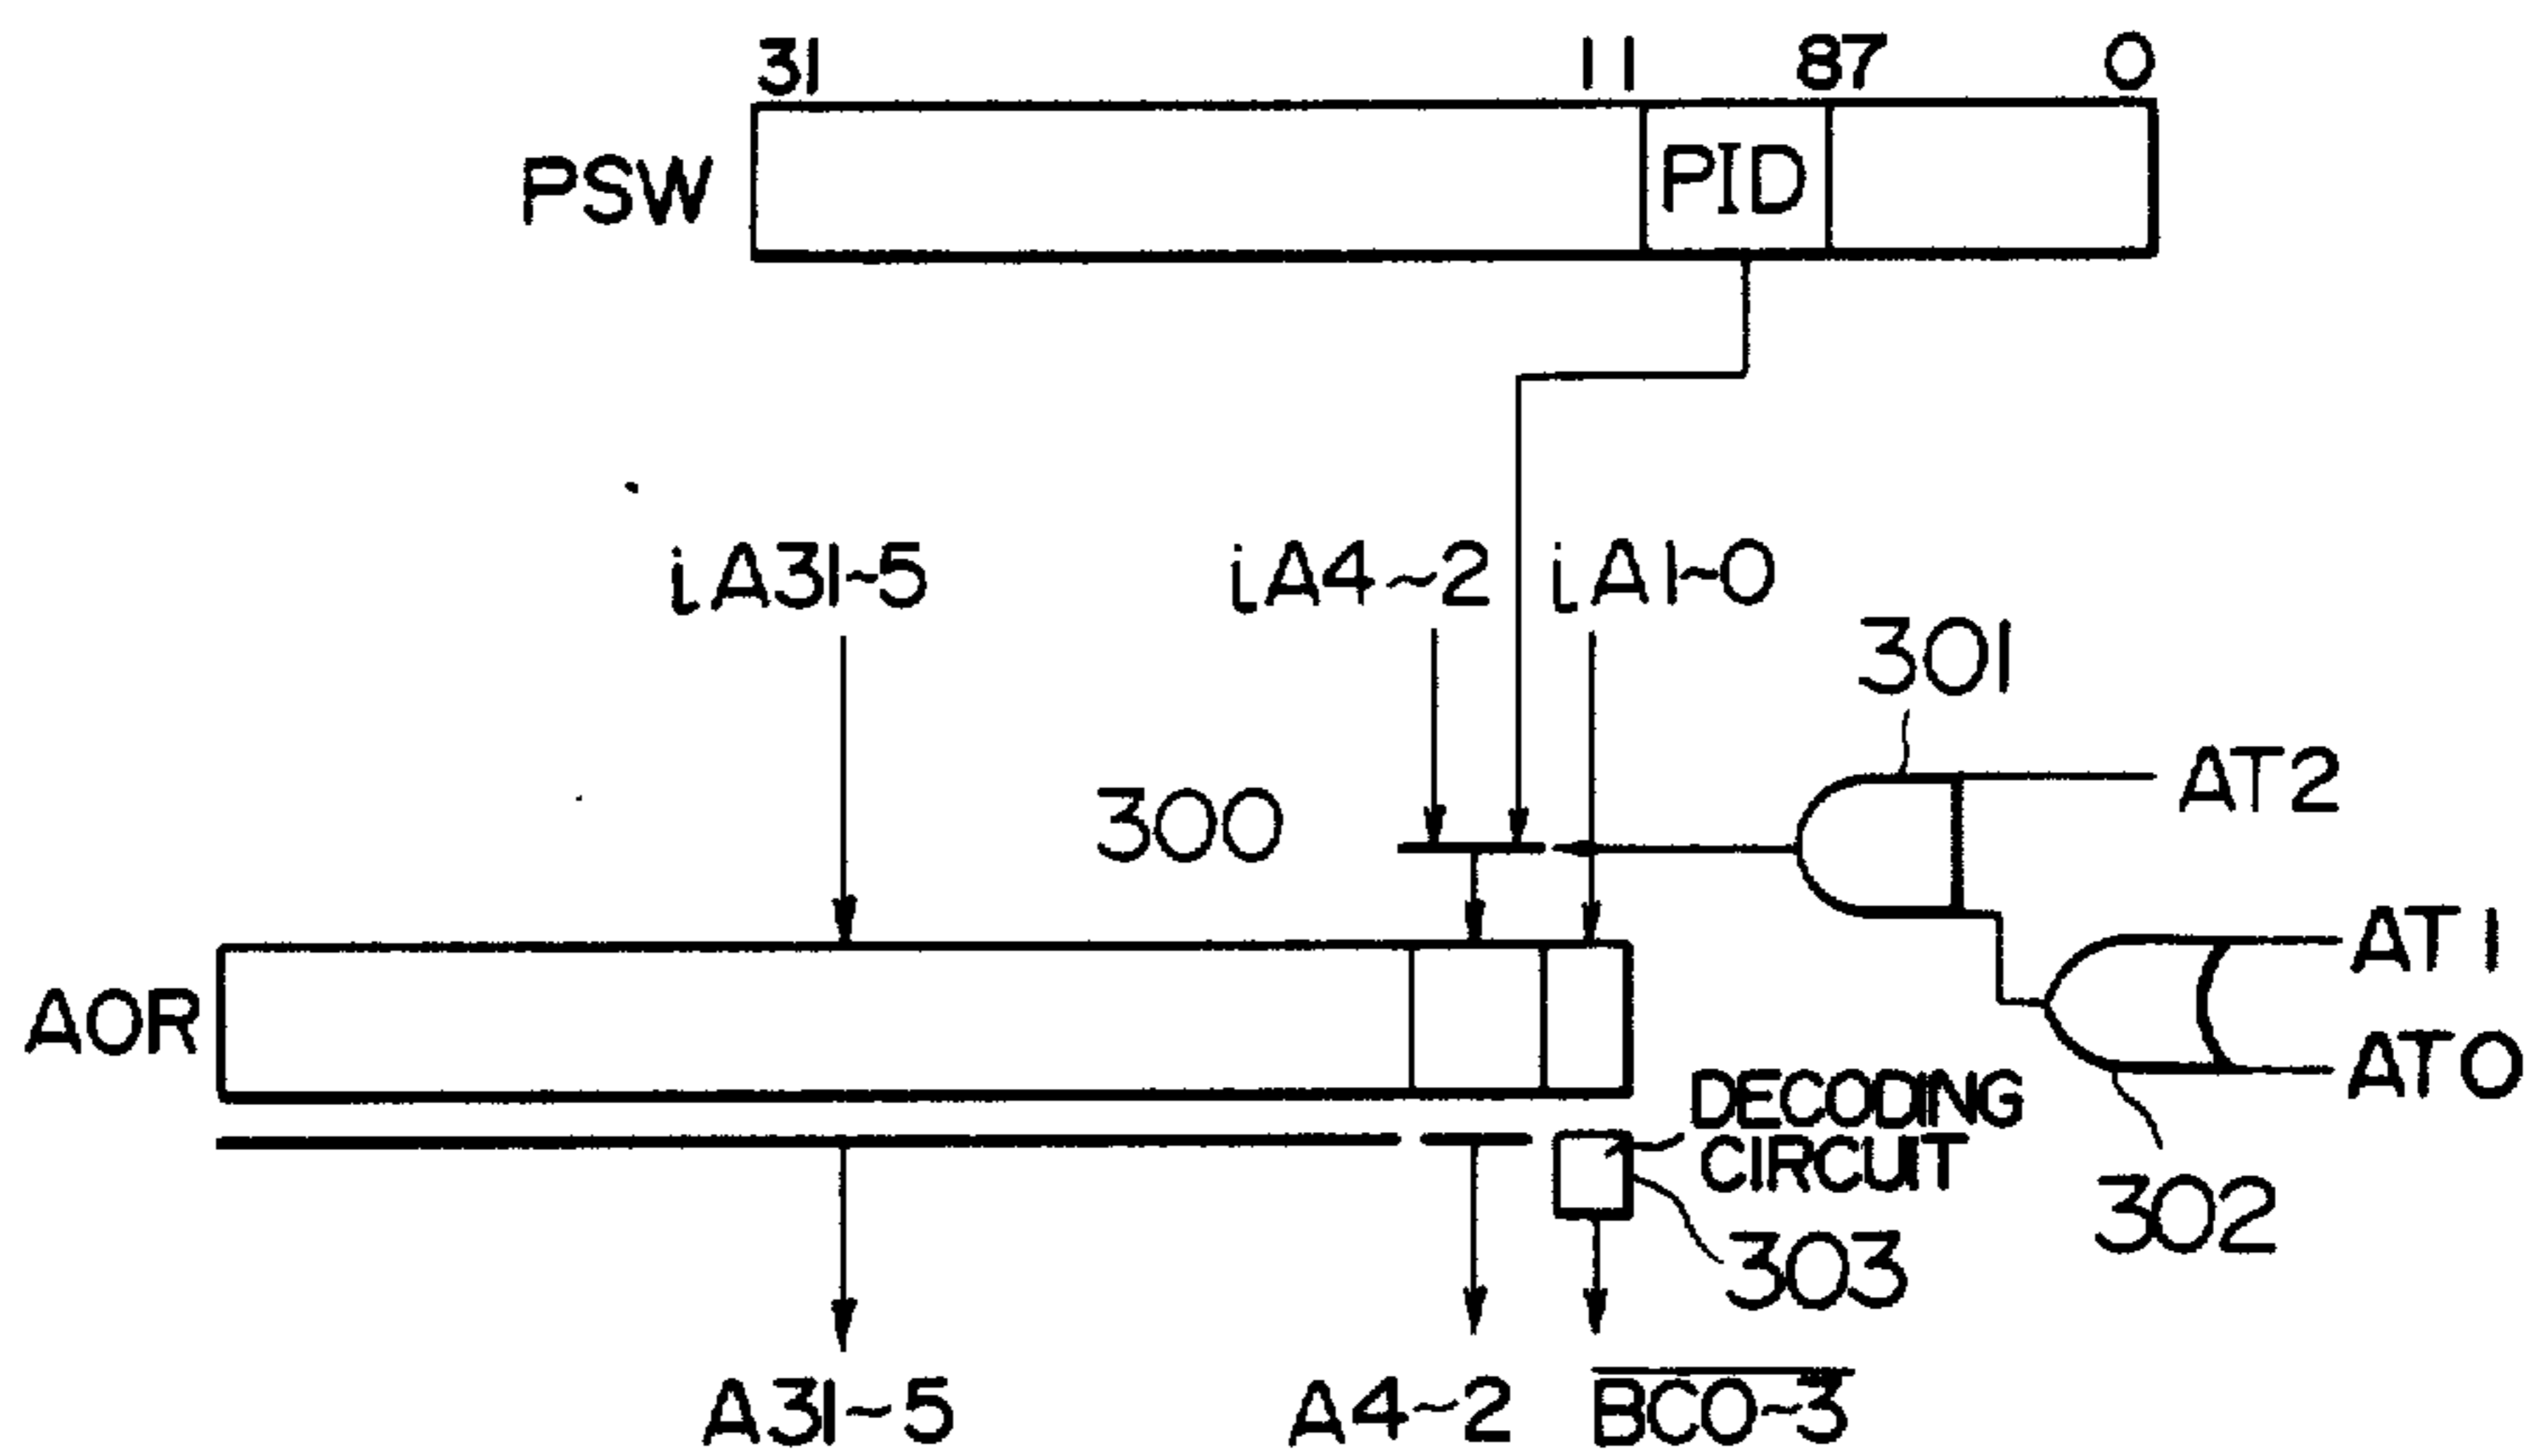 31 11 87 0
PSW PID
iA31~5 iA4~2 iA1~0
301
AT2
300
AT1
AOR
AT0
DECODING
CIRCUIT
302
303
A31~5 A4~2 BC0~3